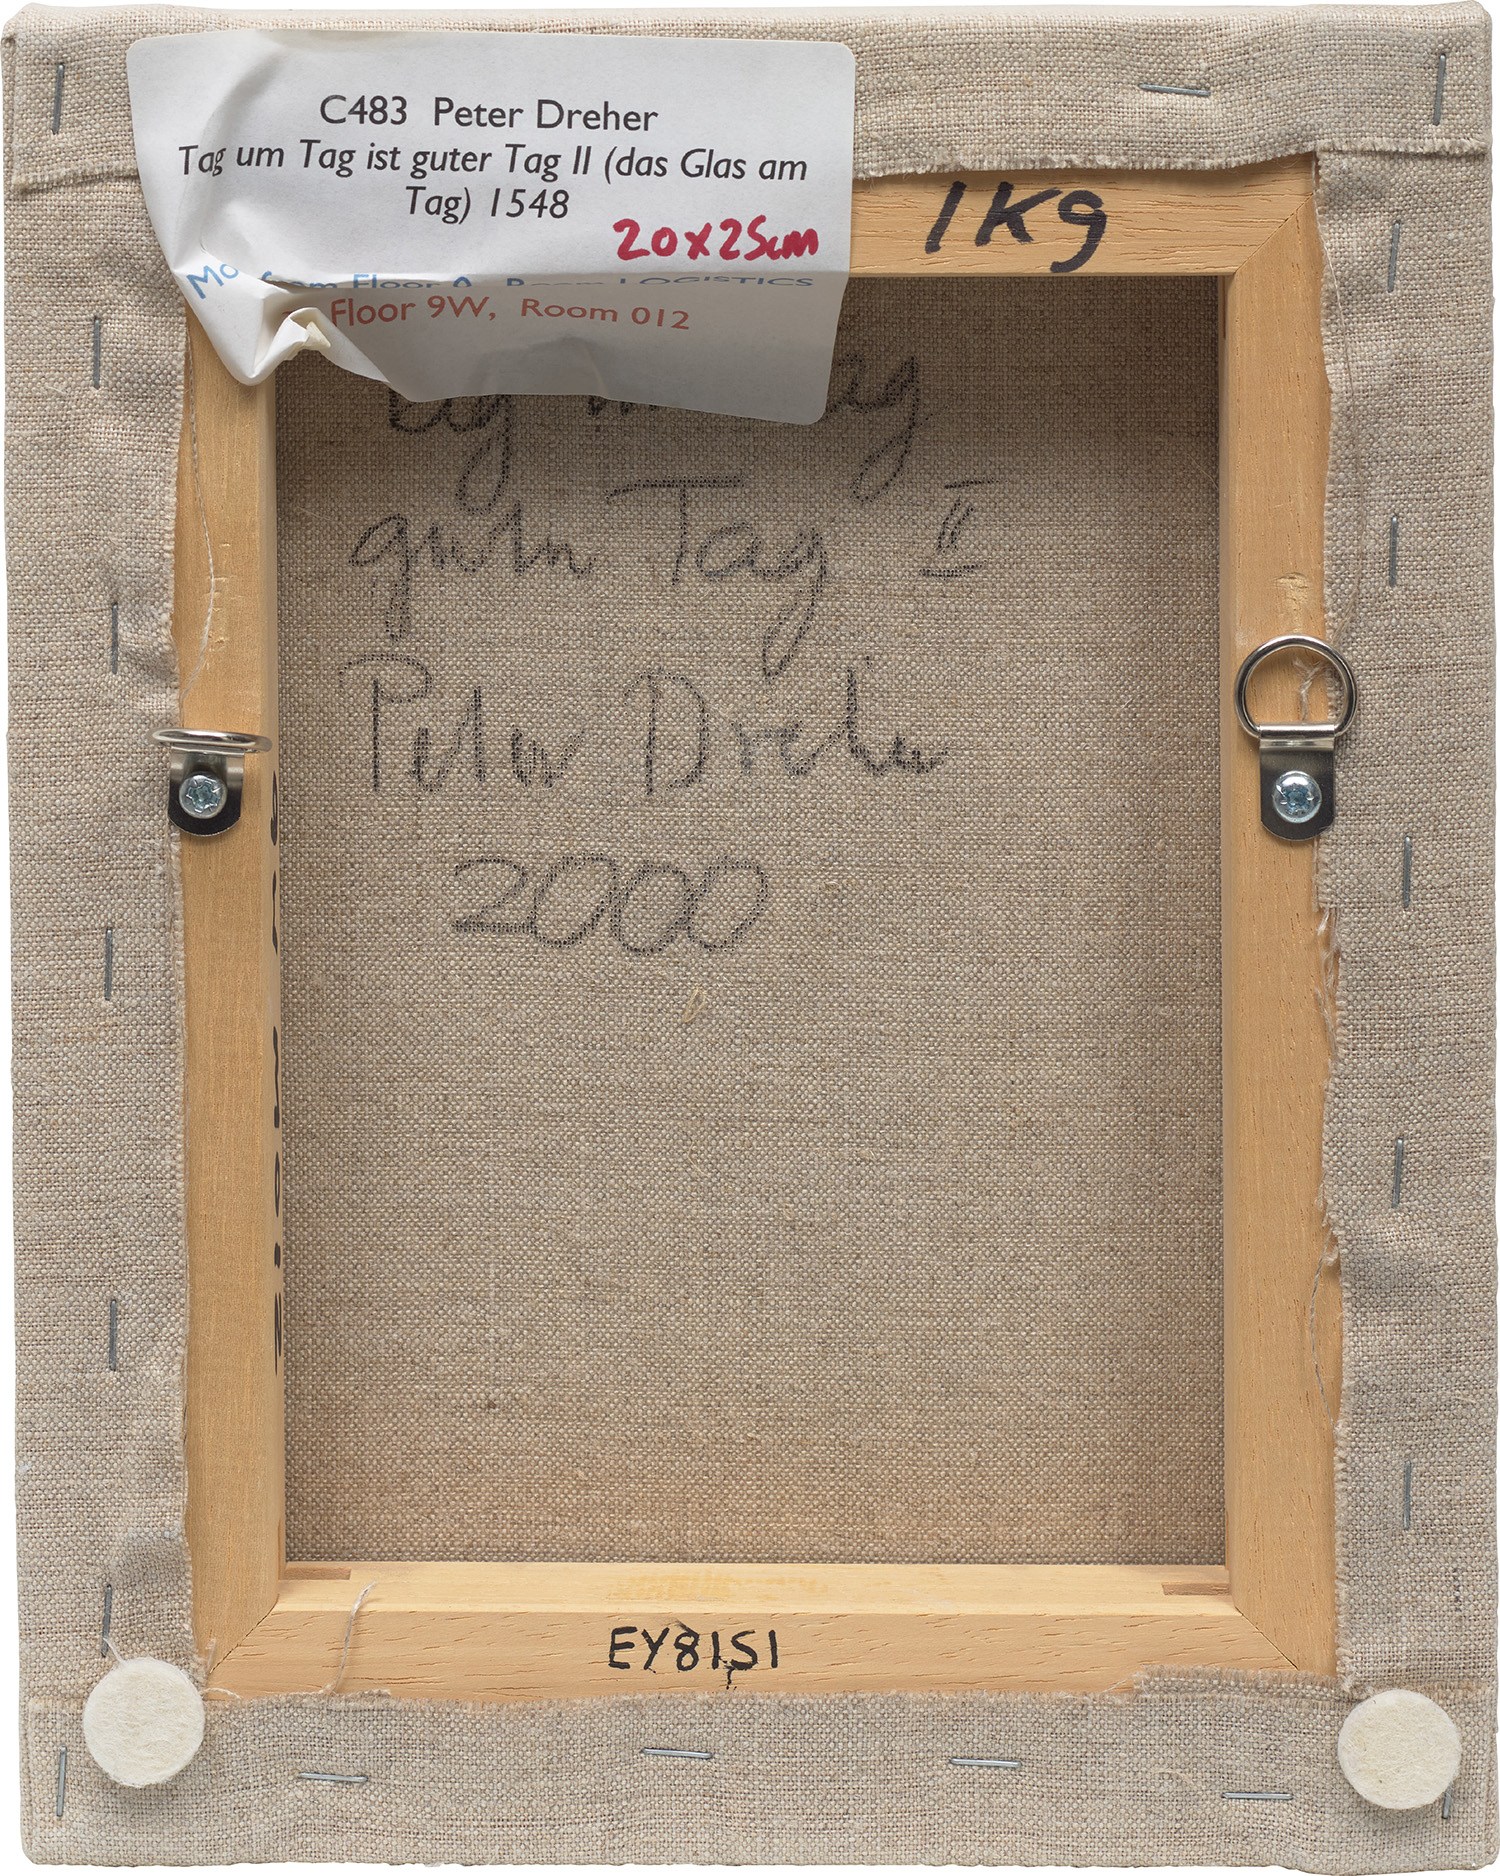 C483 Peter Dreher
Tag um Tag ist guter Tag II (das Glas am
Tag) 1548
20x25cm
LOGISTICS
Floor 9W, Room 012
1Kg
guter Tag II
Peter Dreher
2000
EY81S1